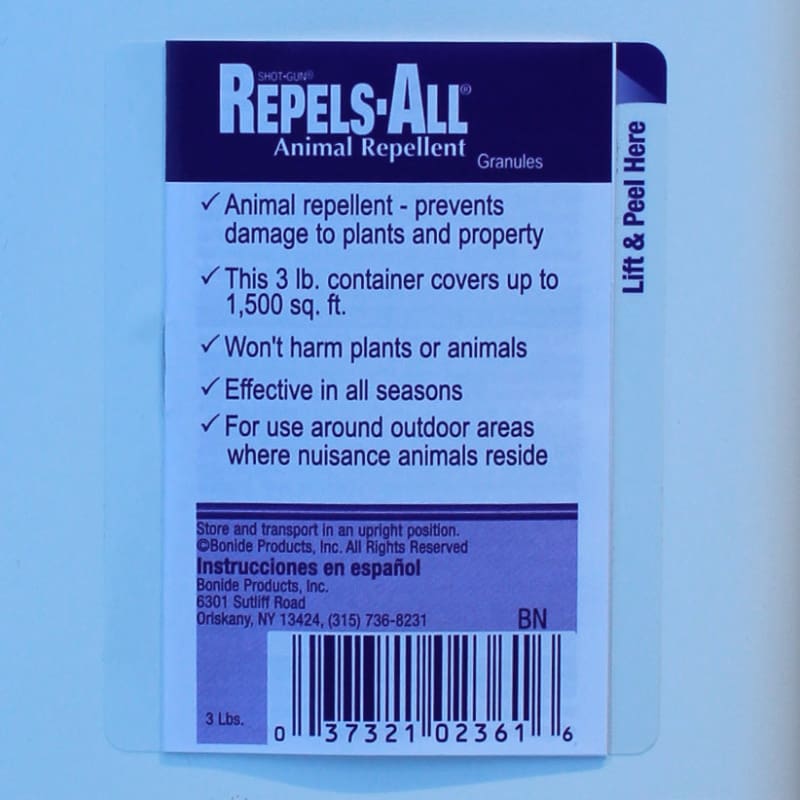 SHOT-GUN®
REPELS-ALL®
Animal Repellent
Granules
Lift & Peel Here
✓ Animal repellent - prevents
damage to plants and property
✓ This 3 lb. container covers up to
1,500 sq. ft.
✓ Won't harm plants or animals
✓ Effective in all seasons
✓ For use around outdoor areas
where nuisance animals reside
Store and transport in an upright position.
©Bonide Products, Inc. All Rights Reserved
Instrucciones en español
Bonide Products, Inc.
6301 Sutliff Road
Oriskany, NY 13424, (315) 736-8231
BN
3 Lbs.
0 37321 02361 6